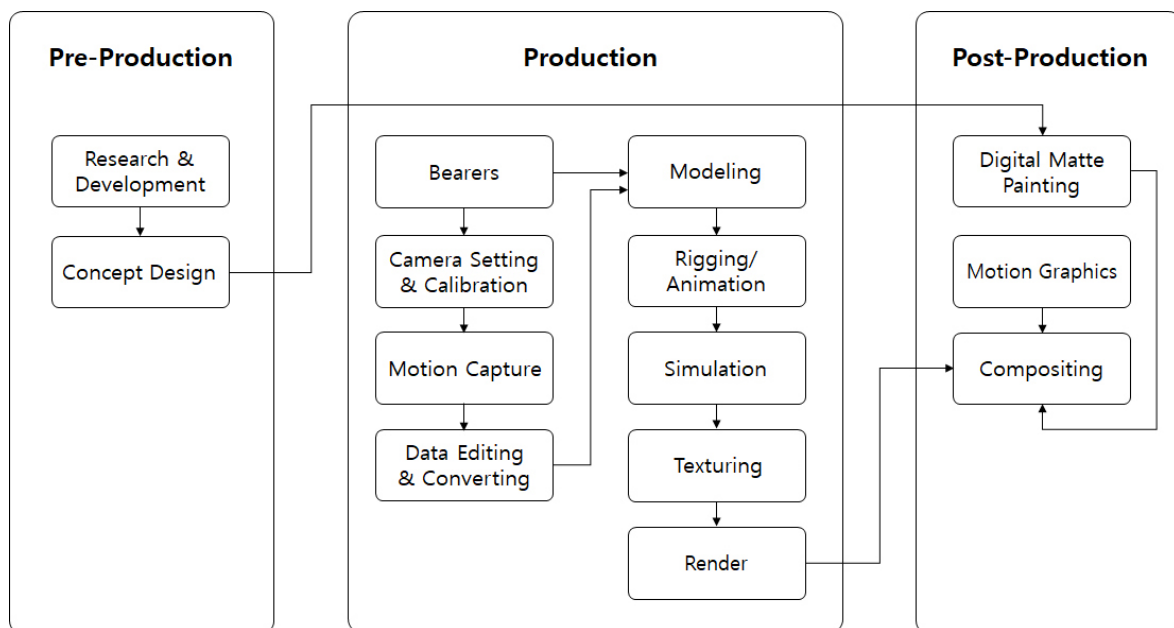 Pre-Production
Research &
Development
Concept Design
Production
Bearers
Camera Setting
& Calibration
Motion Capture
Data Editing
& Converting
Modeling
Rigging/
Animation
Simulation
Texturing
Render
Post-Production
Digital Matte
Painting
Motion Graphics
Compositing